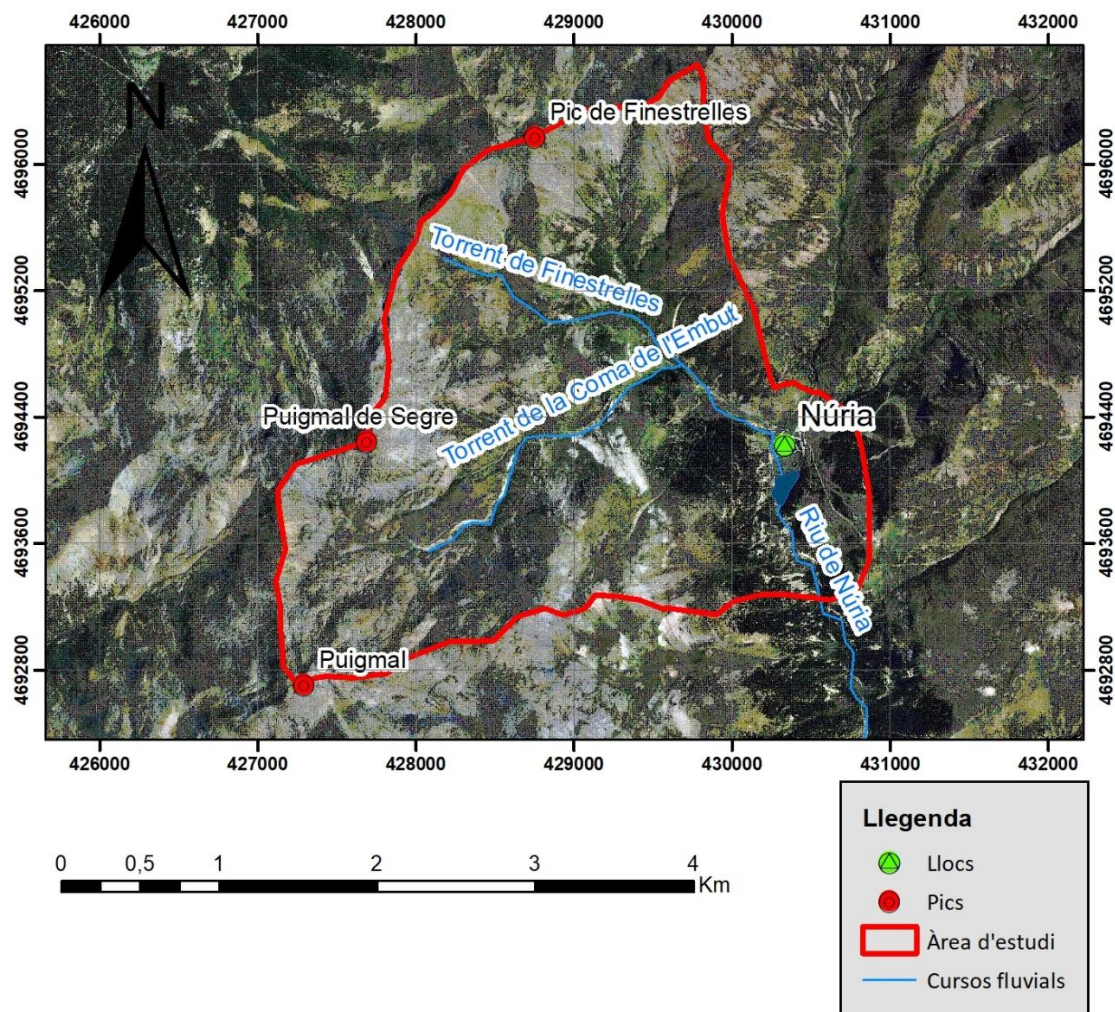 426000 427000 428000 429000 430000 431000 432000
N
Pic de Finestrelles
4696000 4696000
Torrent de Finestrelles
4695200 4695200
Torrent de la Coma de l'Embut
4694400 4694400
Puigmal de Segre
Núria
Riu de Núria
4693600 4693600
Puigmal
4692800 4692800
426000 427000 428000 429000 430000 431000 432000
0 0,5 1 2 3 4
Km
Llegenda
Llocs
Pics
Àrea d'estudi
Cursos fluvials